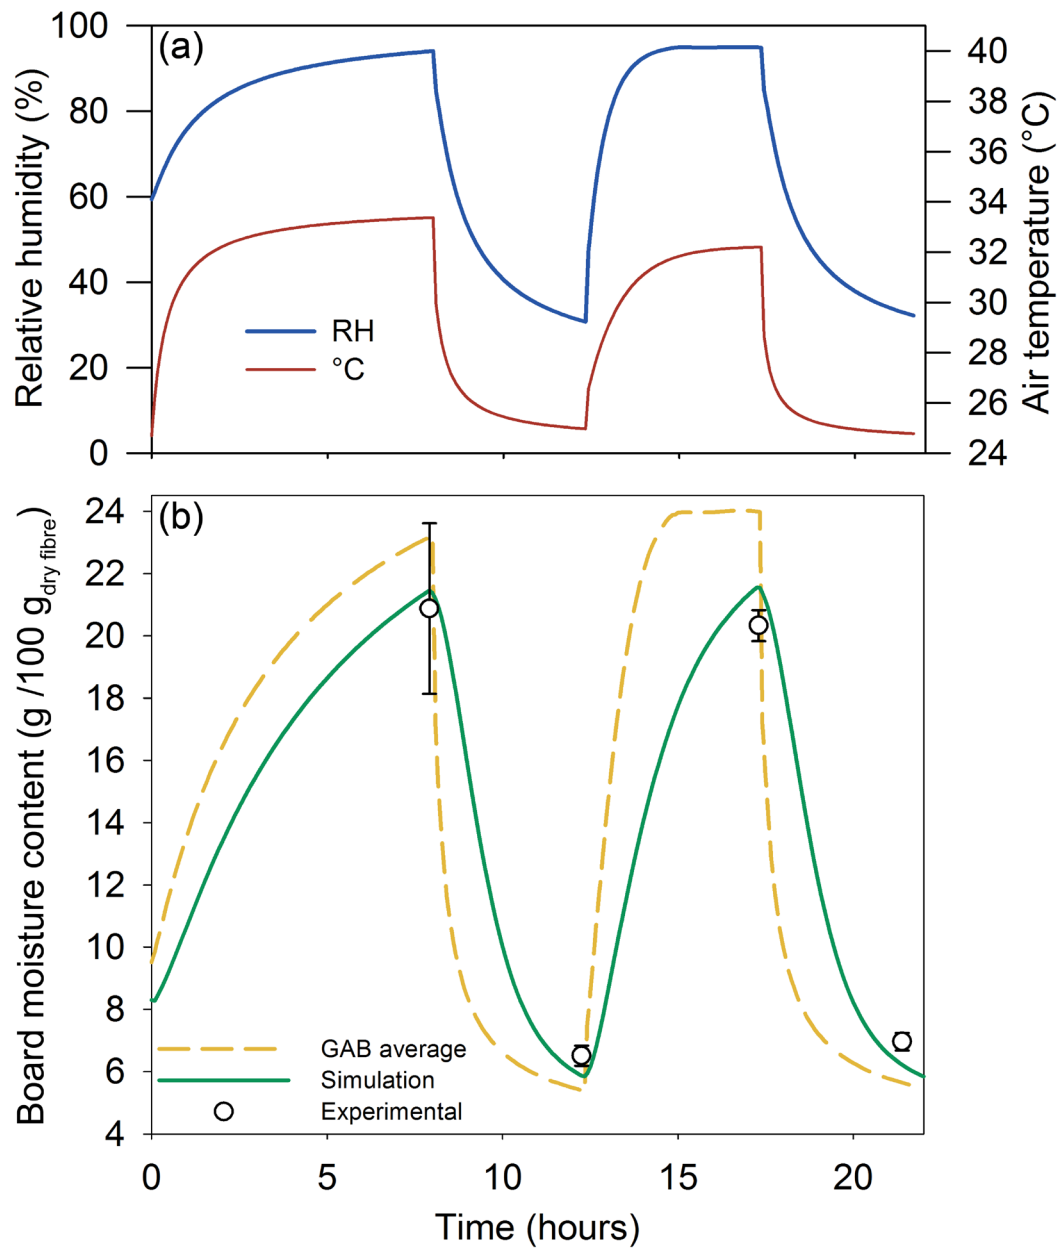 (a)
Relative humidity (%)
100
80
60
40
20
0
RH
°C
Air temperature (°C)
40
38
36
34
32
30
28
26
24
(b)
Board moisture content (g /100 g dry fibre)
24
22
20
18
16
14
12
10
8
6
4
GAB average
Simulation
Experimental
0 5 10 15 20
Time (hours)